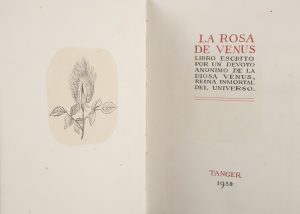 LA ROSA
DE VENUS
LIBRO ESCRITO
POR UN DEVOTO
ANONIMO DE LA
DIOSA VENUS,
REINA INMORTAL
DEL UNIVERSO.
TANGER
1958